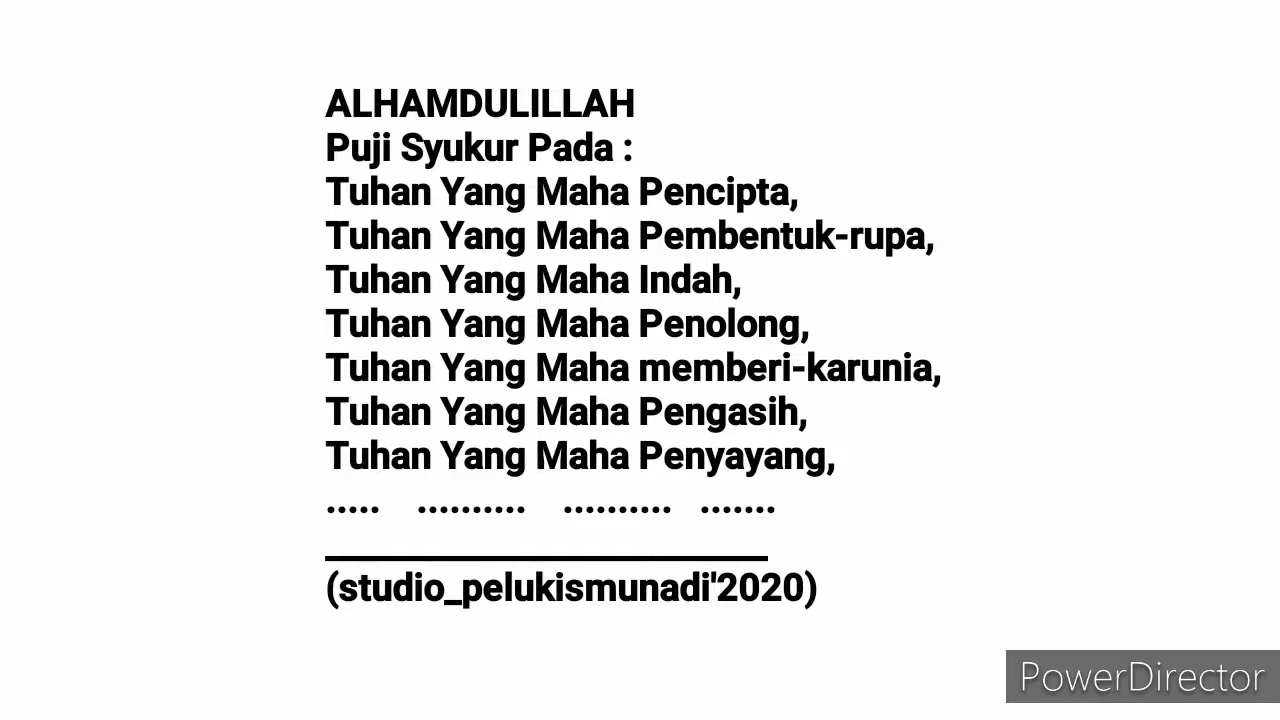 ALHAMDULILLAH
Puji Syukur Pada :
Tuhan Yang Maha Pencipta,
Tuhan Yang Maha Pembentuk-rupa,
Tuhan Yang Maha Indah,
Tuhan Yang Maha Penolong,
Tuhan Yang Maha memberi-karunia,
Tuhan Yang Maha Pengasih,
Tuhan Yang Maha Penyayang,
..... .......... .......... .......
______________________
(studio_pelukismunadi'2020)
PowerDirector